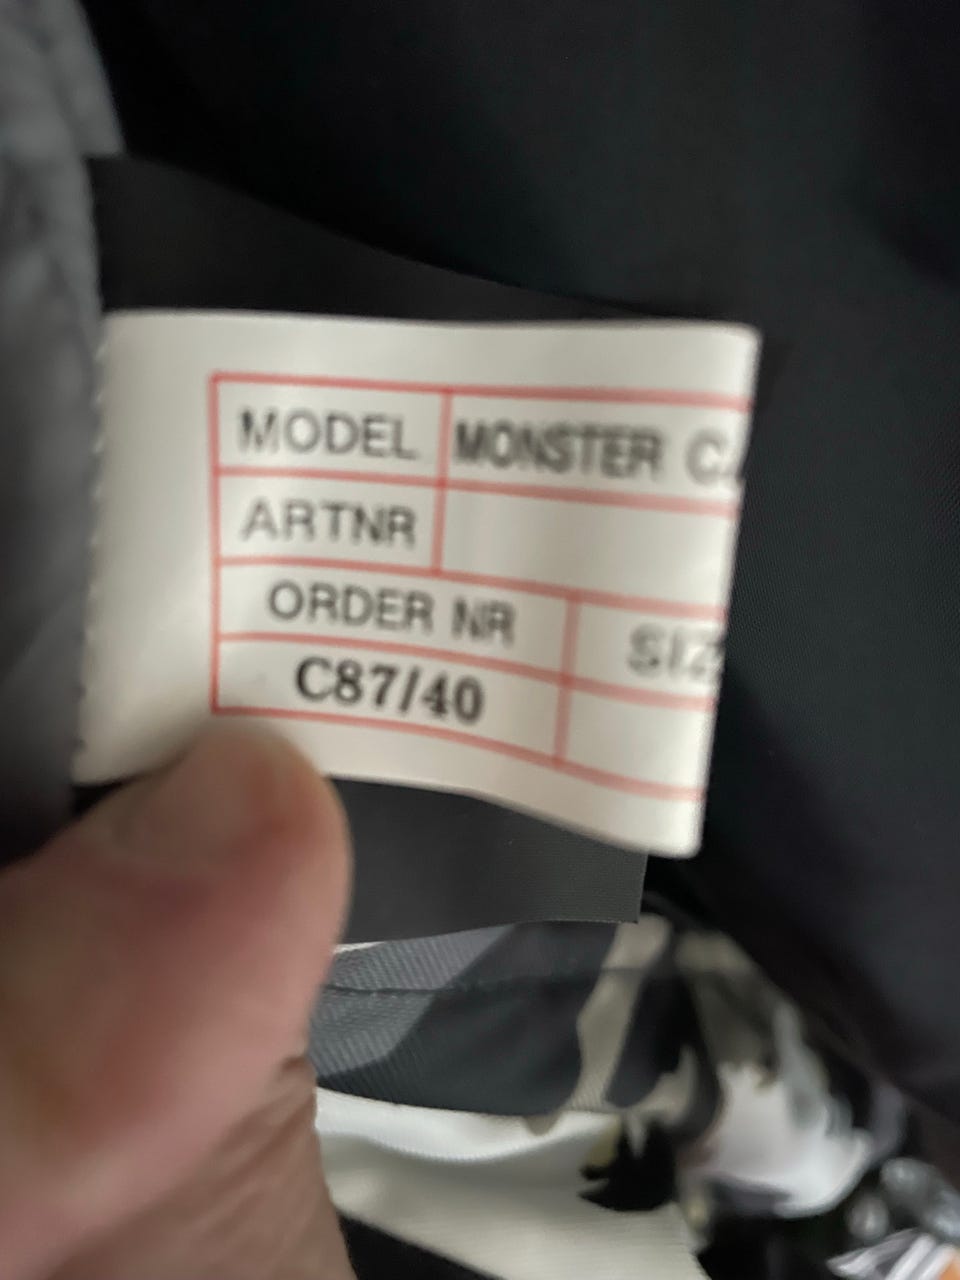 MODEL MONSTER
ARTNR
ORDER NR
C87/40